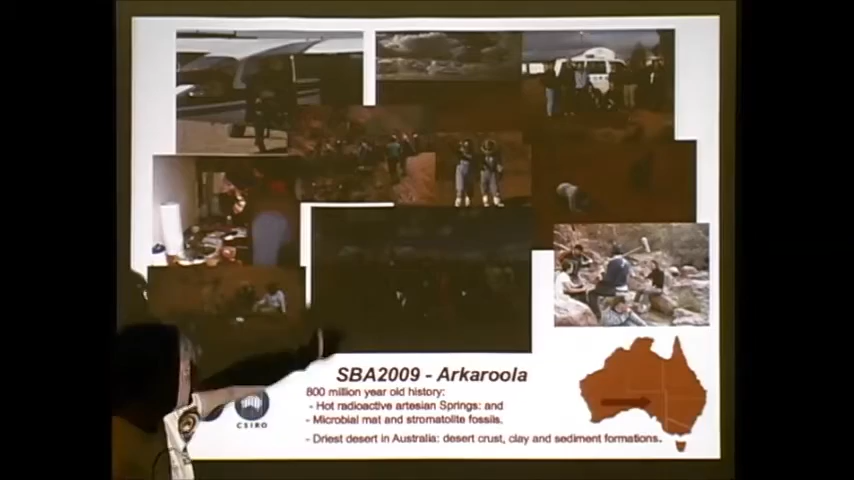 SBA2009 - Arkaroola
800 million year old history:
- Hot radioactive artesian Springs: and
- Microbial mat and stromatolite fossils.
- Driest desert in Australia: desert crust, clay and sediment formations.
CSIRO